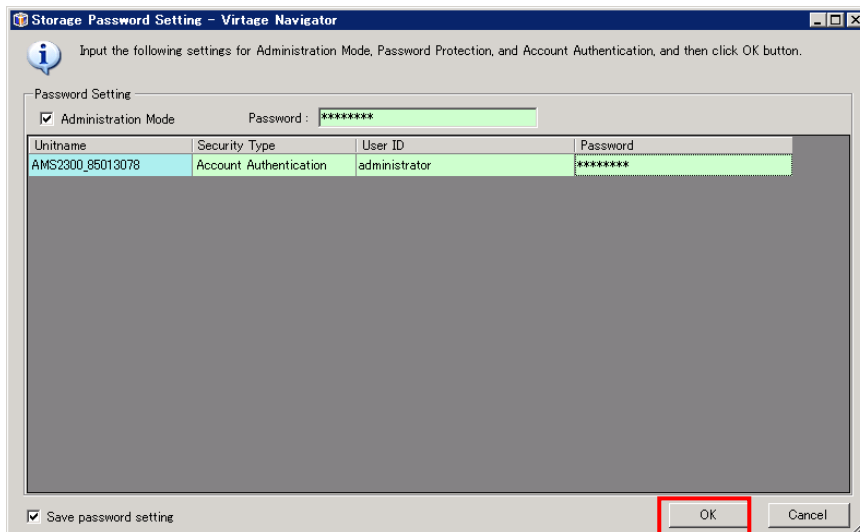 Storage Password Setting - Virtage Navigator
Input the following settings for Administration Mode, Password Protection, and Account Authentication, and then click OK button.
Password Setting
Administration Mode Password : ********
Unitname Security Type User ID Password
AMS2300_85013078 Account Authentication administrator ********
Save password setting OK Cancel